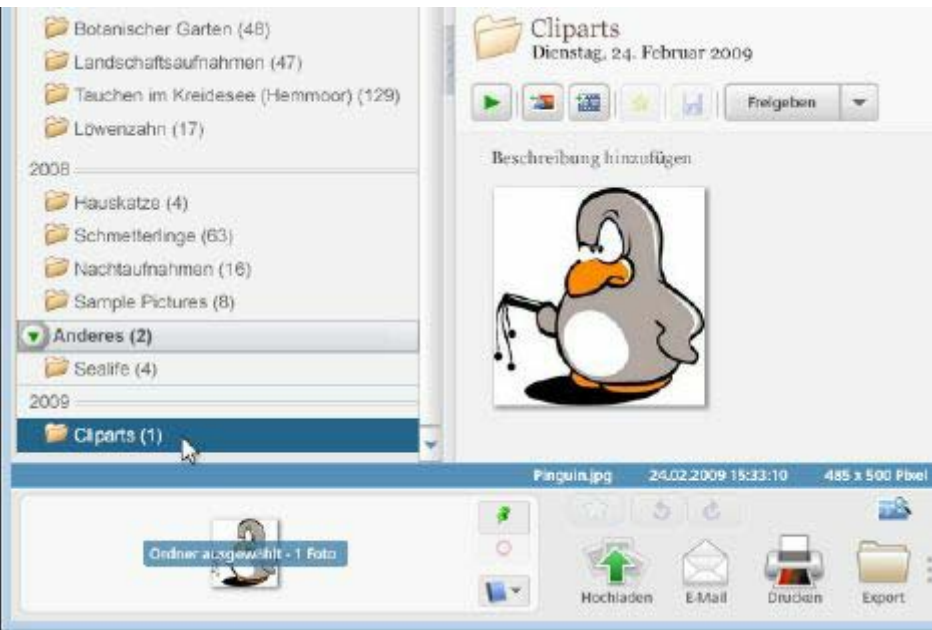 Botanischer Garten (48)
Landschaftsaufnahmen (47)
Tauchen im Kreidesee (Hemmoor) (129)
Löwenzahn (17)
2008
Hauskatze (4)
Schmetterlinge (63)
Nachtaufnahmen (16)
Sample Pictures (8)
Anderes (2)
Sealife (4)
2009
Cliparts (1)
Cliparts
Dienstag, 24. Februar 2009
Freigeben
Beschreibung hinzufügen
Pinguin.jpg 24.02.2009 15:33:10 485 x 500 Pixel
Ordner ausgewählt - 1 Foto
Hochladen E-Mail Drucken Export